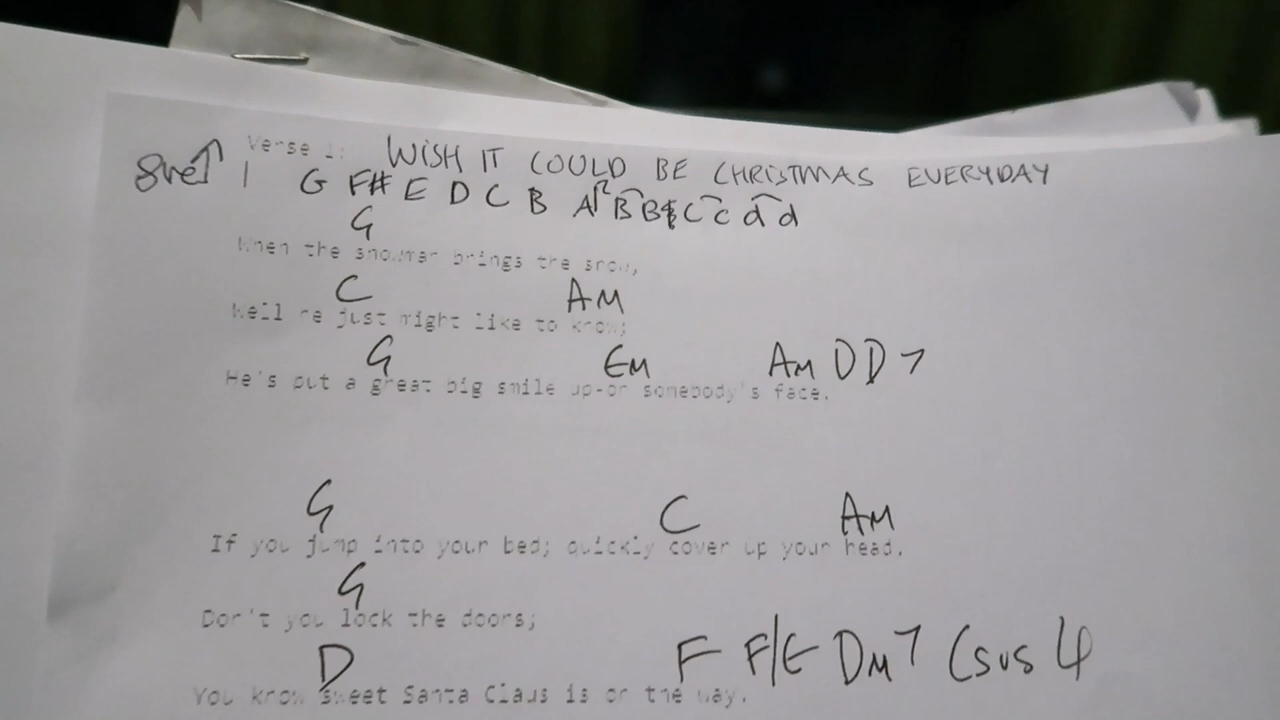 Verse 1: WISH IT COULD BE CHRISTMAS EVERYDAY
8ve↑ | G F# E D C B A B B C c d d
G
When the snowman brings the snow,
C AM
Well he just might like to know;
G EM AM D D7
He's put a great big smile up-on somebody's face.
G C AM
If you jump into your bed; quickly cover up your head.
G
Don't you lock the doors;
D F F/E DM7 Csus4
You know sweet Santa Claus is on the way.